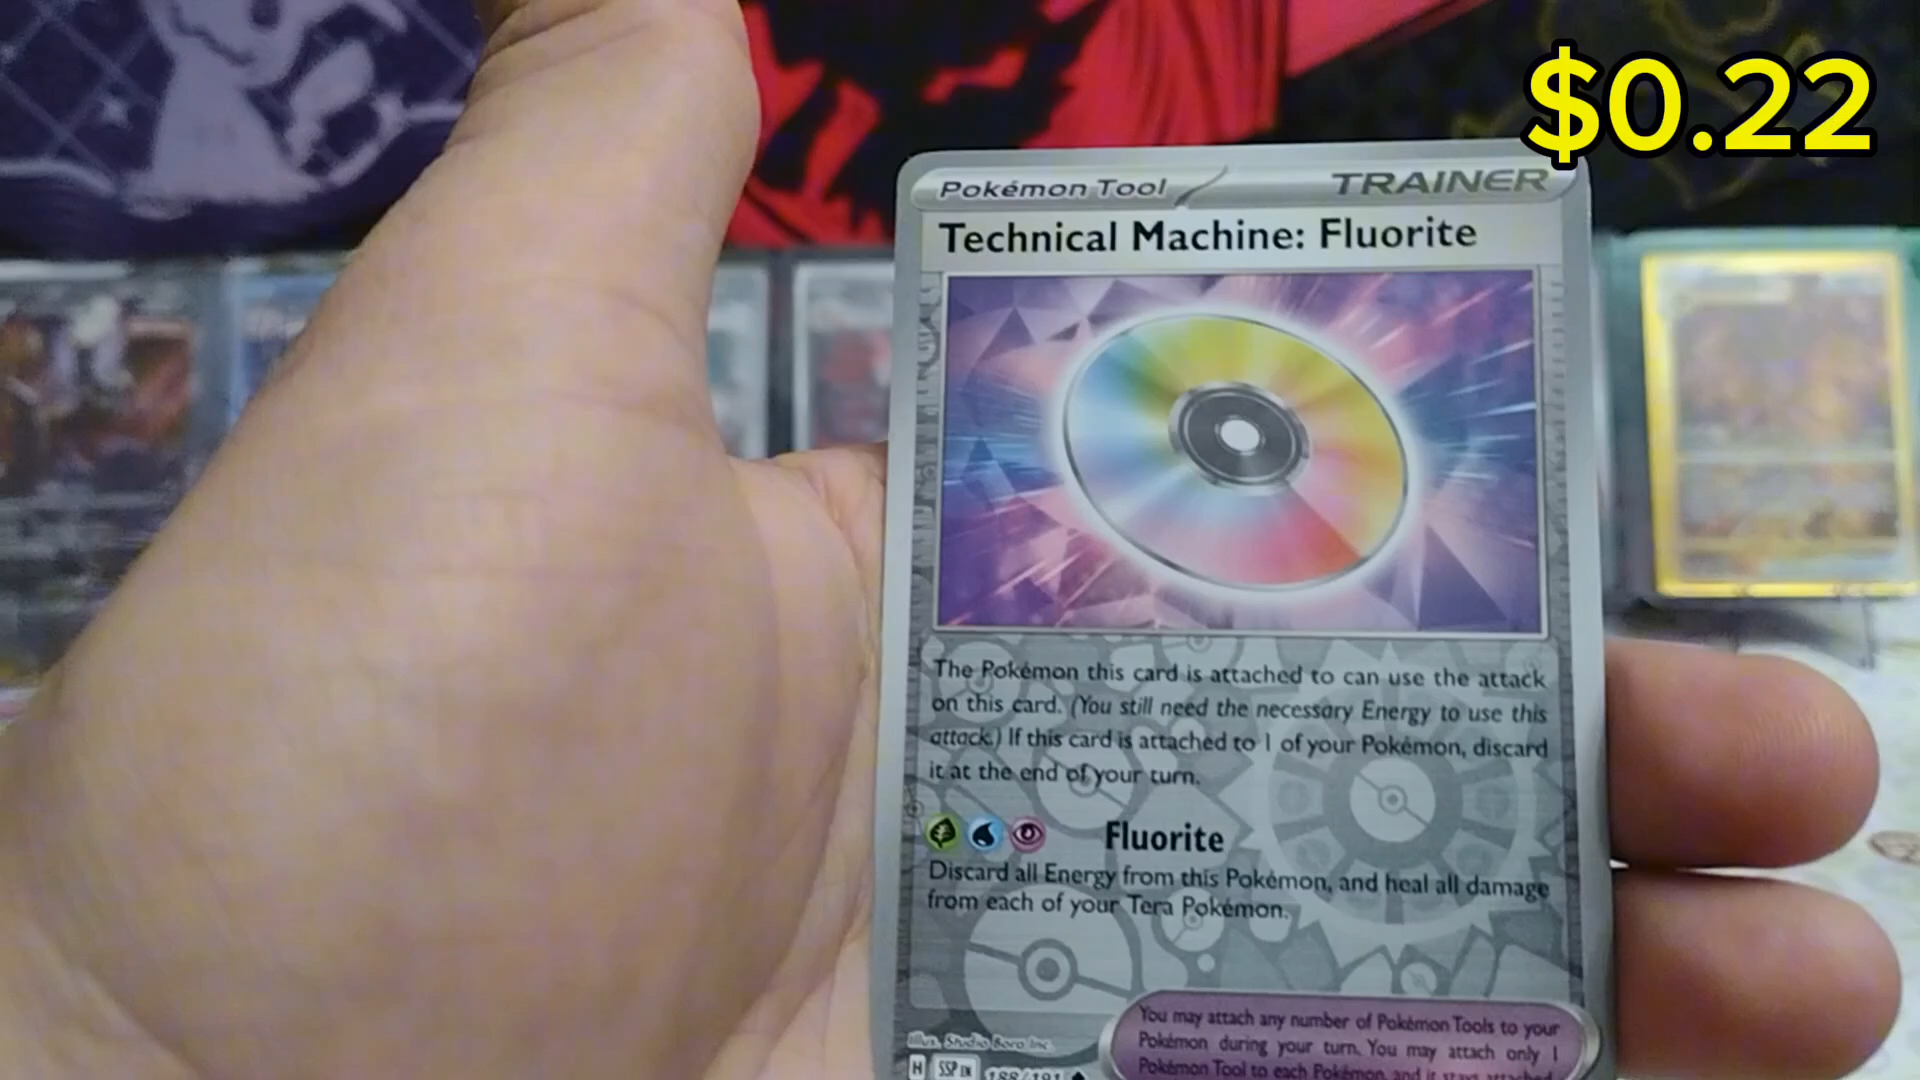 $0.22
Pokémon Tool
TRAINER
Technical Machine: Fluorite
The Pokémon this card is attached to can use the attack
on this card. (You still need the necessary Energy to use this
attack.) If this card is attached to 1 of your Pokémon, discard
it at the end of your turn.
Fluorite
Discard all Energy from this Pokémon, and heal all damage
from each of your Tera Pokémon.
You may attach any number of Pokémon Tools to your
Pokémon during your turn. You may attach only 1
Pokémon Tool to each Pokémon, and it stays attached.
Illus. Studio Bora Inc.
H SSP EN 188/191